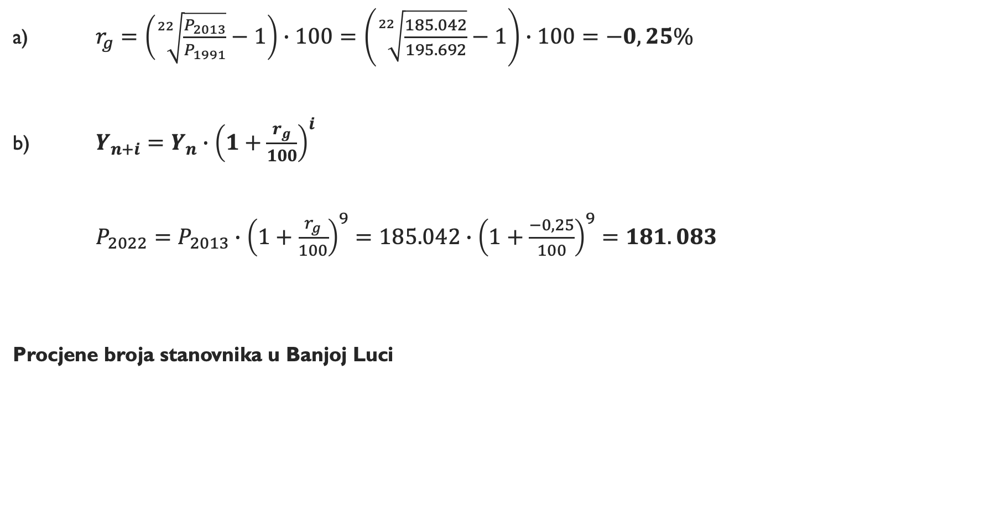 a) r_g = (²²√(P_2013/P_1991) − 1) · 100 = (²²√(185.042/195.692) − 1) · 100 = −0,25%
b) Y_{n+i} = Y_n · (1 + r_g/100)^i
P_2022 = P_2013 · (1 + r_g/100)^9 = 185.042 · (1 + −0,25/100)^9 = 181.083
Procjene broja stanovnika u Banjoj Luci